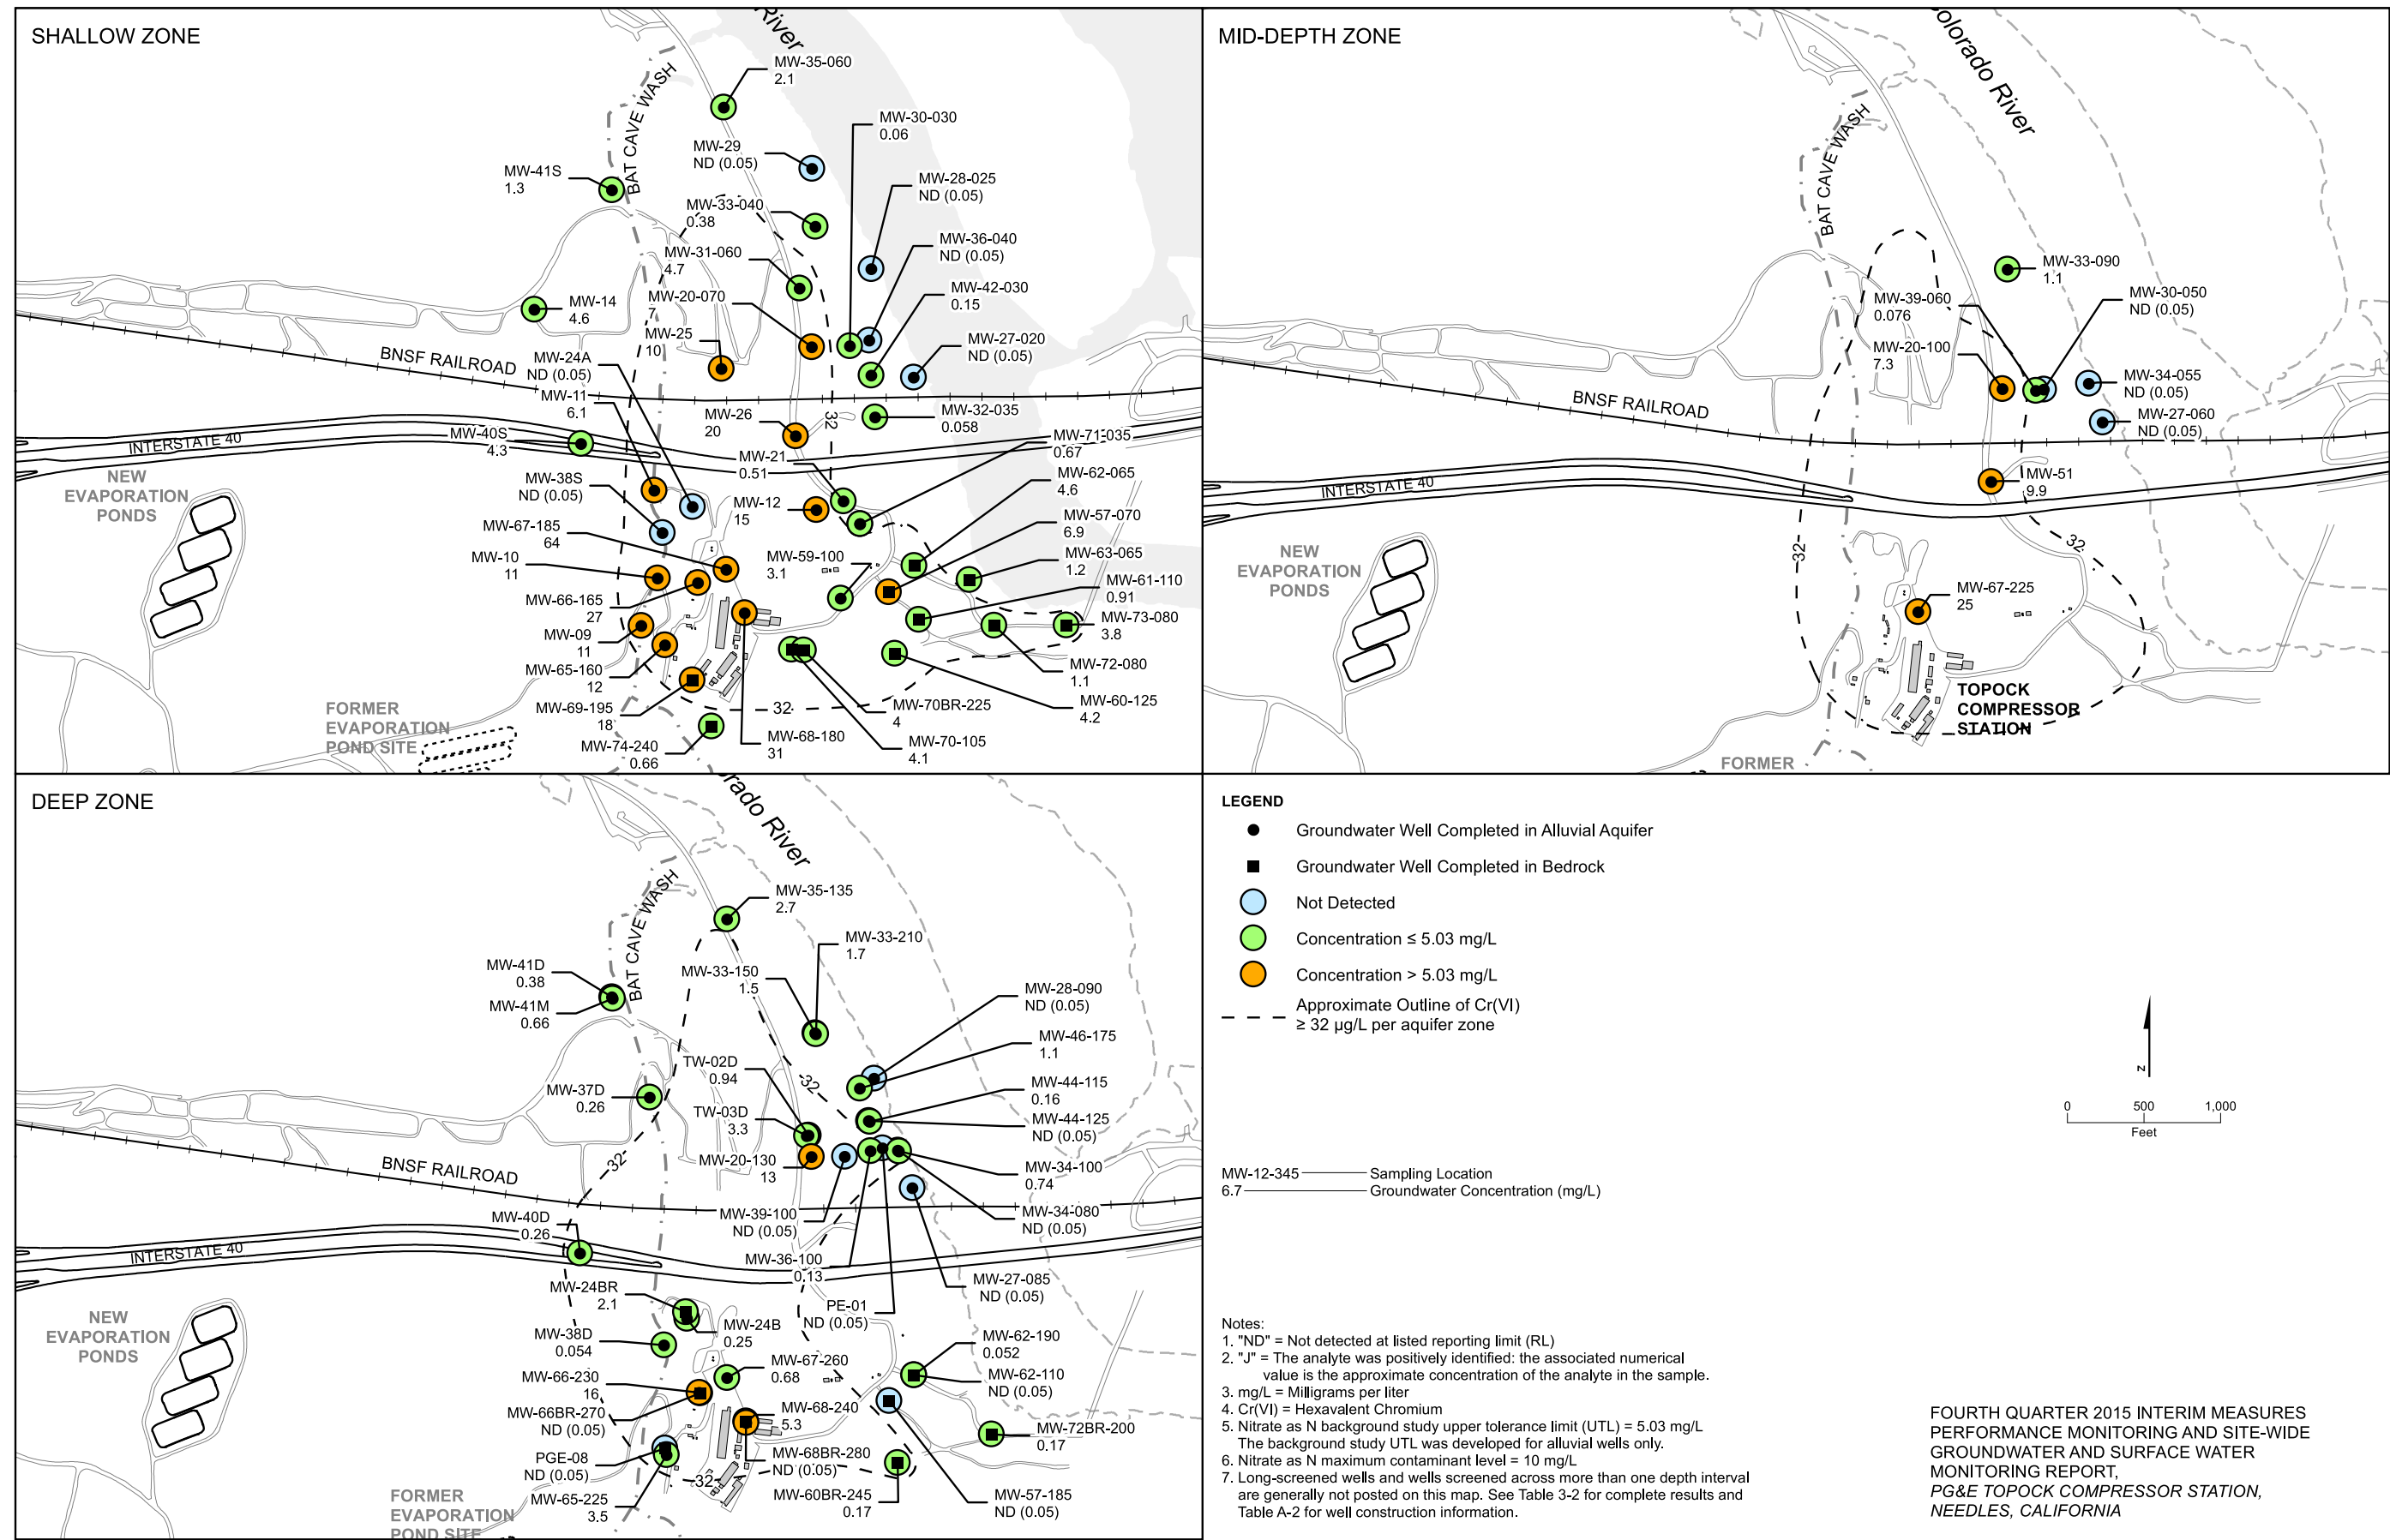 SHALLOW ZONE
River
BAT CAVE WASH
MW-35-060
2.1
MW-30-030
0.06
MW-29
ND (0.05)
MW-41S
1.3
MW-28-025
ND (0.05)
MW-33-040
0.38
MW-36-040
ND (0.05)
MW-31-060
4.7
MW-42-030
0.15
MW-14
4.6
MW-20-070
7
MW-25
10
MW-27-020
ND (0.05)
BNSF RAILROAD
MW-24A
ND (0.05)
MW-11
6.1
MW-26
20
32
MW-32-035
0.058
INTERSTATE 40
MW-40S
4.3
MW-71-035
0.67
MW-21
0.51
MW-62-065
4.6
NEW
EVAPORATION
PONDS
MW-38S
ND (0.05)
MW-12
15
MW-57-070
6.9
MW-67-185
64
MW-59-100
3.1
MW-63-065
1.2
MW-10
11
MW-61-110
0.91
MW-66-165
27
MW-73-080
3.8
MW-09
11
MW-65-160
12
MW-72-080
1.1
MW-69-195
18
32
MW-70BR-225
4
MW-60-125
4.2
FORMER
EVAPORATION
POND SITE
MW-74-240
0.66
MW-68-180
31
MW-70-105
4.1
MID-DEPTH ZONE
Colorado River
BAT CAVE WASH
MW-33-090
1.1
MW-39-060
0.076
MW-30-050
ND (0.05)
MW-20-100
7.3
MW-34-055
ND (0.05)
BNSF RAILROAD
MW-27-060
ND (0.05)
INTERSTATE 40
MW-51
9.9
32
32
NEW
EVAPORATION
PONDS
MW-67-225
25
TOPOCK
COMPRESSOR
STATION
FORMER
DEEP ZONE
rado River
BAT CAVE WASH
MW-35-135
2.7
MW-33-210
1.7
MW-41D
0.38
MW-33-150
1.5
MW-41M
0.66
MW-28-090
ND (0.05)
MW-46-175
1.1
TW-02D
0.94
32
MW-44-115
0.16
MW-37D
0.26
TW-03D
3.3
MW-44-125
ND (0.05)
32
MW-20-130
13
MW-34-100
0.74
BNSF RAILROAD
MW-39-100
ND (0.05)
MW-34-080
ND (0.05)
MW-40D
0.26
INTERSTATE 40
MW-36-100
0.13
MW-27-085
ND (0.05)
MW-24BR
2.1
PE-01
ND (0.05)
NEW
EVAPORATION
PONDS
MW-24B
0.25
MW-38D
0.054
MW-62-190
0.052
MW-67-260
0.68
MW-62-110
ND (0.05)
MW-66-230
16
MW-66BR-270
ND (0.05)
MW-68-240
5.3
MW-72BR-200
0.17
PGE-08
ND (0.05)
MW-68BR-280
ND (0.05)
32
MW-65-225
3.5
MW-60BR-245
0.17
MW-57-185
ND (0.05)
FORMER
EVAPORATION
POND SITE
LEGEND
Groundwater Well Completed in Alluvial Aquifer
Groundwater Well Completed in Bedrock
Not Detected
Concentration ≤ 5.03 mg/L
Concentration > 5.03 mg/L
Approximate Outline of Cr(VI)
≥ 32 µg/L per aquifer zone
Z
0 500 1,000
Feet
MW-12-345 Sampling Location
6.7 Groundwater Concentration (mg/L)
Notes:
1. "ND" = Not detected at listed reporting limit (RL)
2. "J" = The analyte was positively identified: the associated numerical
value is the approximate concentration of the analyte in the sample.
3. mg/L = Milligrams per liter
4. Cr(VI) = Hexavalent Chromium
5. Nitrate as N background study upper tolerance limit (UTL) = 5.03 mg/L
The background study UTL was developed for alluvial wells only.
6. Nitrate as N maximum contaminant level = 10 mg/L
7. Long-screened wells and wells screened across more than one depth interval
are generally not posted on this map. See Table 3-2 for complete results and
Table A-2 for well construction information.
FOURTH QUARTER 2015 INTERIM MEASURES
PERFORMANCE MONITORING AND SITE-WIDE
GROUNDWATER AND SURFACE WATER
MONITORING REPORT,
PG&E TOPOCK COMPRESSOR STATION,
NEEDLES, CALIFORNIA